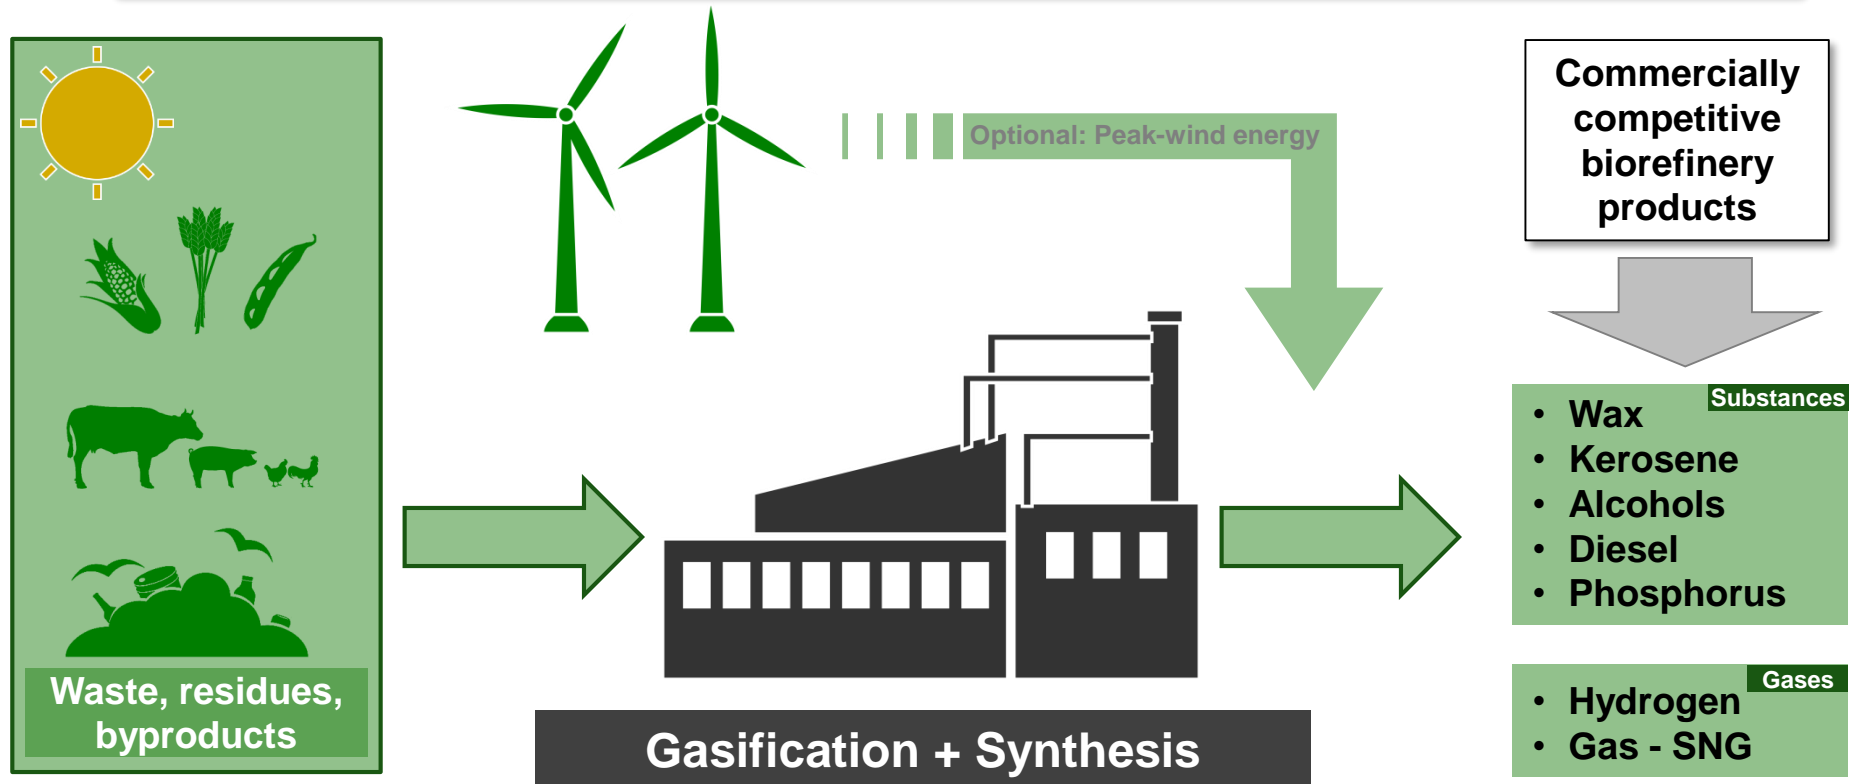 Optional: Peak-wind energy
Commercially
competitive
biorefinery
products
Substances
• Wax
• Kerosene
• Alcohols
• Diesel
• Phosphorus
Gases
• Hydrogen
• Gas - SNG
Waste, residues,
byproducts
Gasification + Synthesis